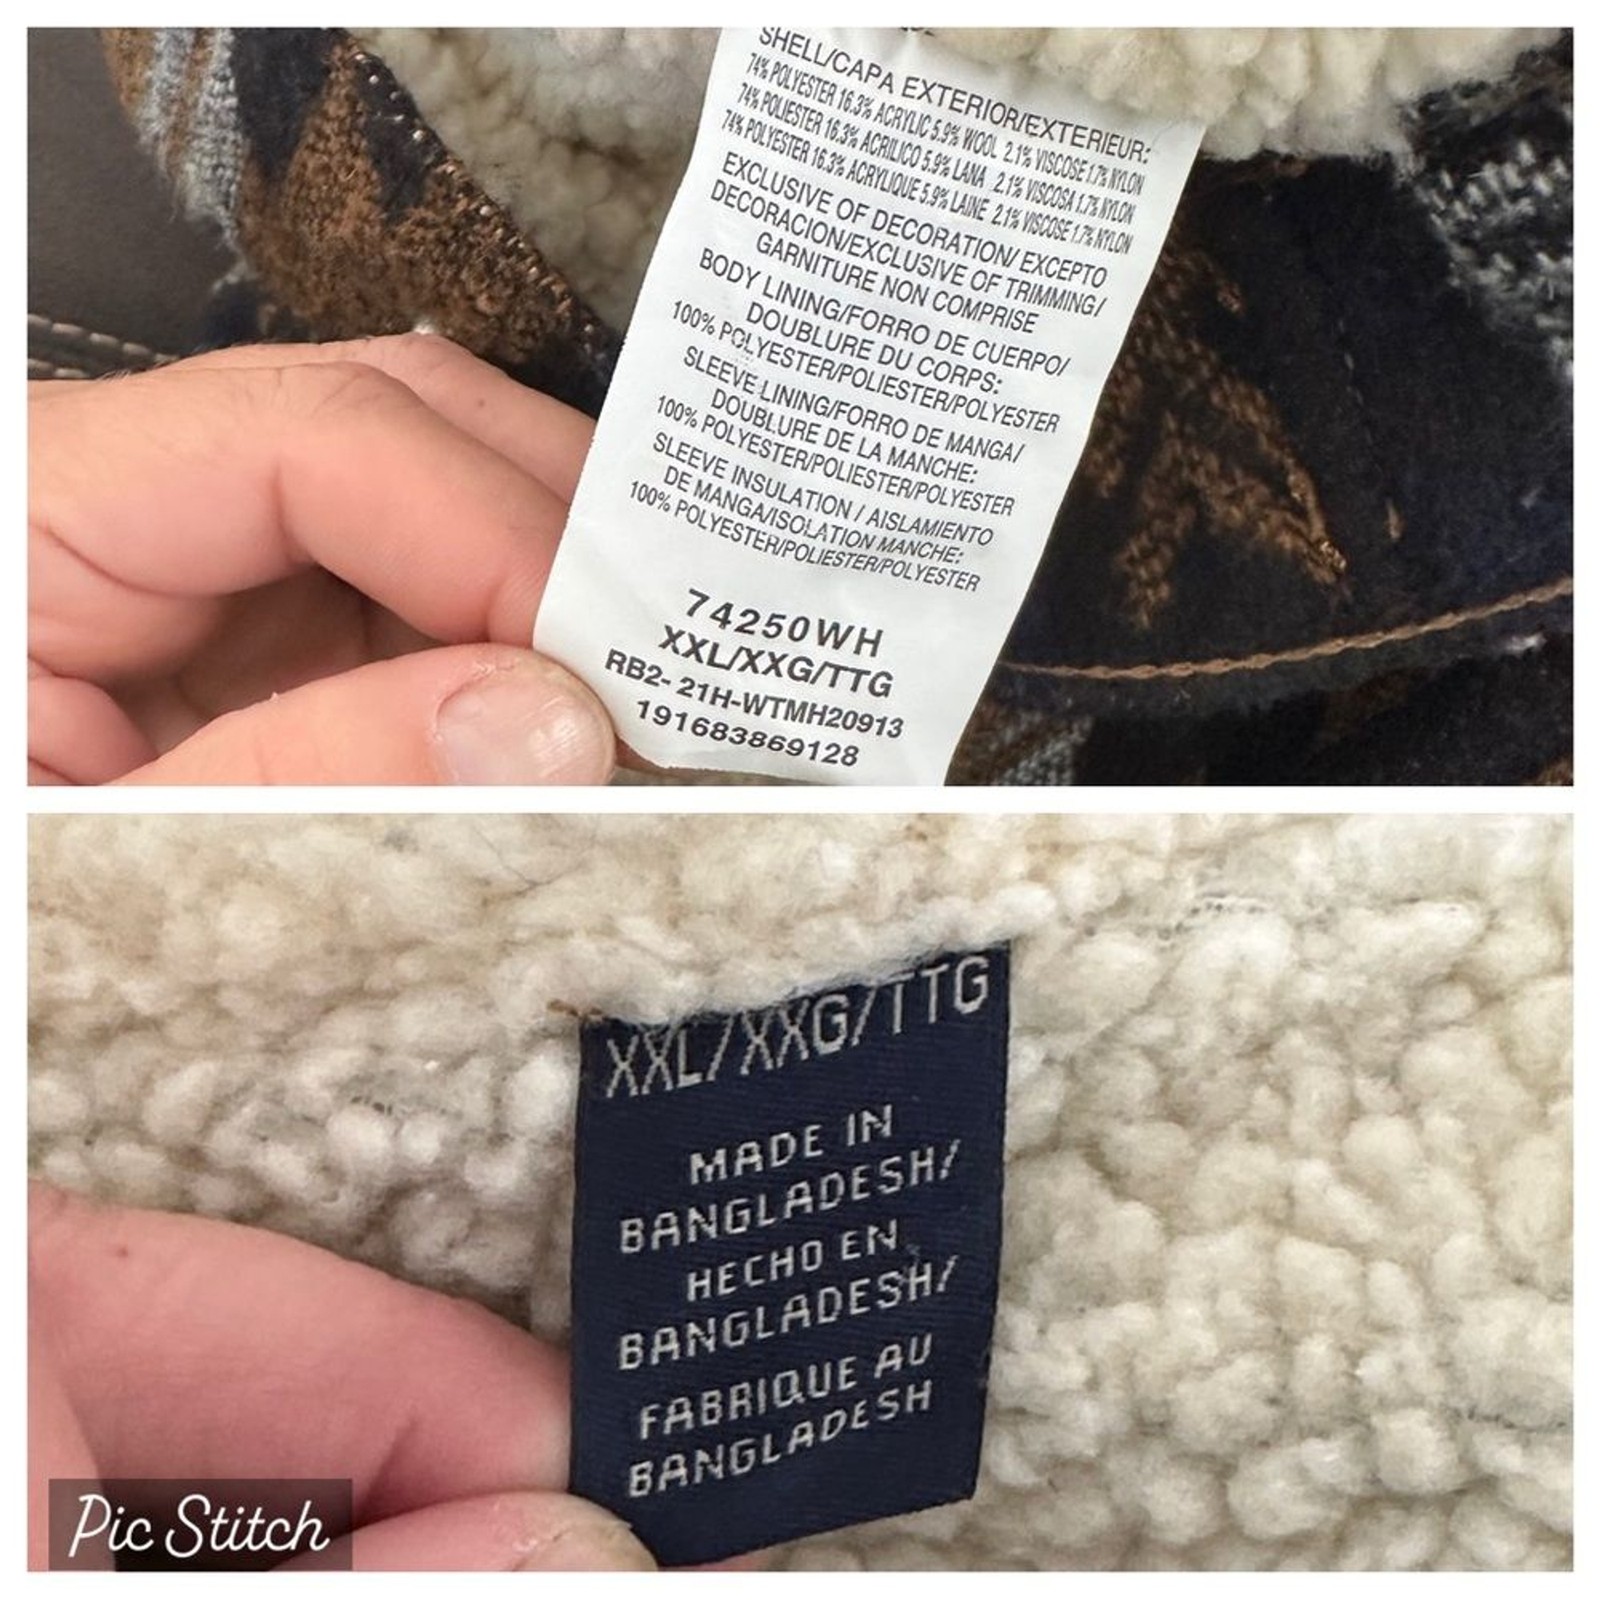 SHELL/CAPA EXTERIOR/EXTERIEUR:
74% POLYESTER 16.3% ACRYLIC 5.9% WOOL 2.1% VISCOSE 1.7% NYLON
74% POLIESTER 16.3% ACRILICO 5.9% LANA 2.1% VISCOSA 1.7% NYLON
74% POLYESTER 16.3% ACRYLIQUE 5.9% LAINE 2.1% VISCOSE 1.7% NYLON
EXCLUSIVE OF DECORATION/ EXCEPTO
DECORACION/EXCLUSIVE OF TRIMMING/
GARNITURE NON COMPRISE
BODY LINING/FORRO DE CUERPO/
DOUBLURE DU CORPS:
100% POLYESTER/POLIESTER/POLYESTER
SLEEVE LINING/FORRO DE MANGA/
DOUBLURE DE LA MANCHE:
100% POLYESTER/POLIESTER/POLYESTER
SLEEVE INSULATION / AISLAMIENTO
DE MANGA/ISOLATION MANCHE:
100% POLYESTER/POLIESTER/POLYESTER
74250WH
XXL/XXG/TTG
RB2- 21H-WTMH20913
191683869128
XXL/XXG/TTG
MADE IN
BANGLADESH/
HECHO EN
BANGLADESH/
FABRIQUE AU
BANGLADESH
Pic Stitch